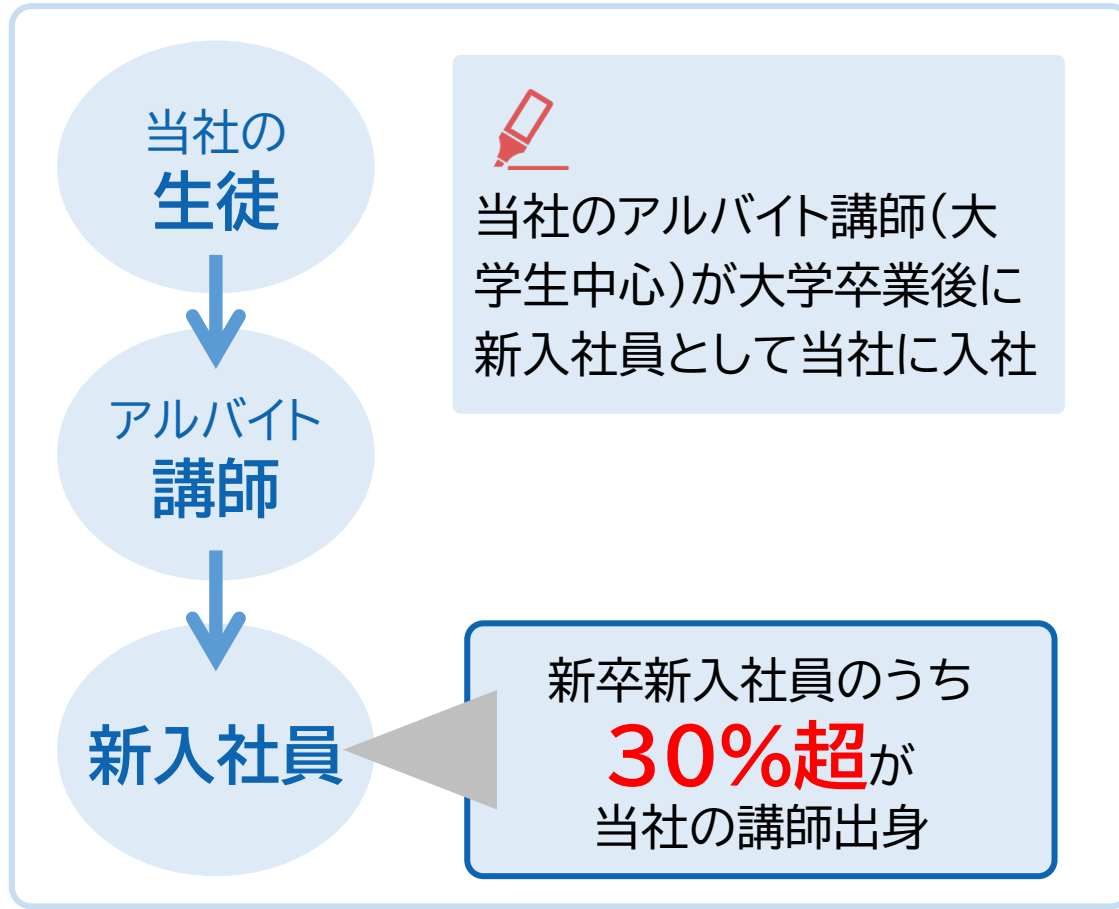 当社の
生徒
アルバイト
講師
新入社員
当社のアルバイト講師(大
学生中心)が大学卒業後に
新入社員として当社に入社
新卒新入社員のうち
30%超が
当社の講師出身